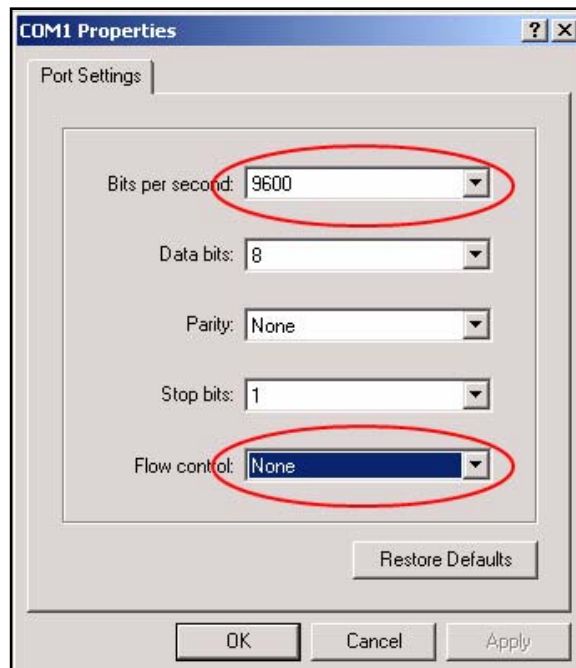 COM1 Properties
Port Settings
Bits per second: 9600
Data bits: 8
Parity: None
Stop bits: 1
Flow control: None
Restore Defaults
OK Cancel Apply